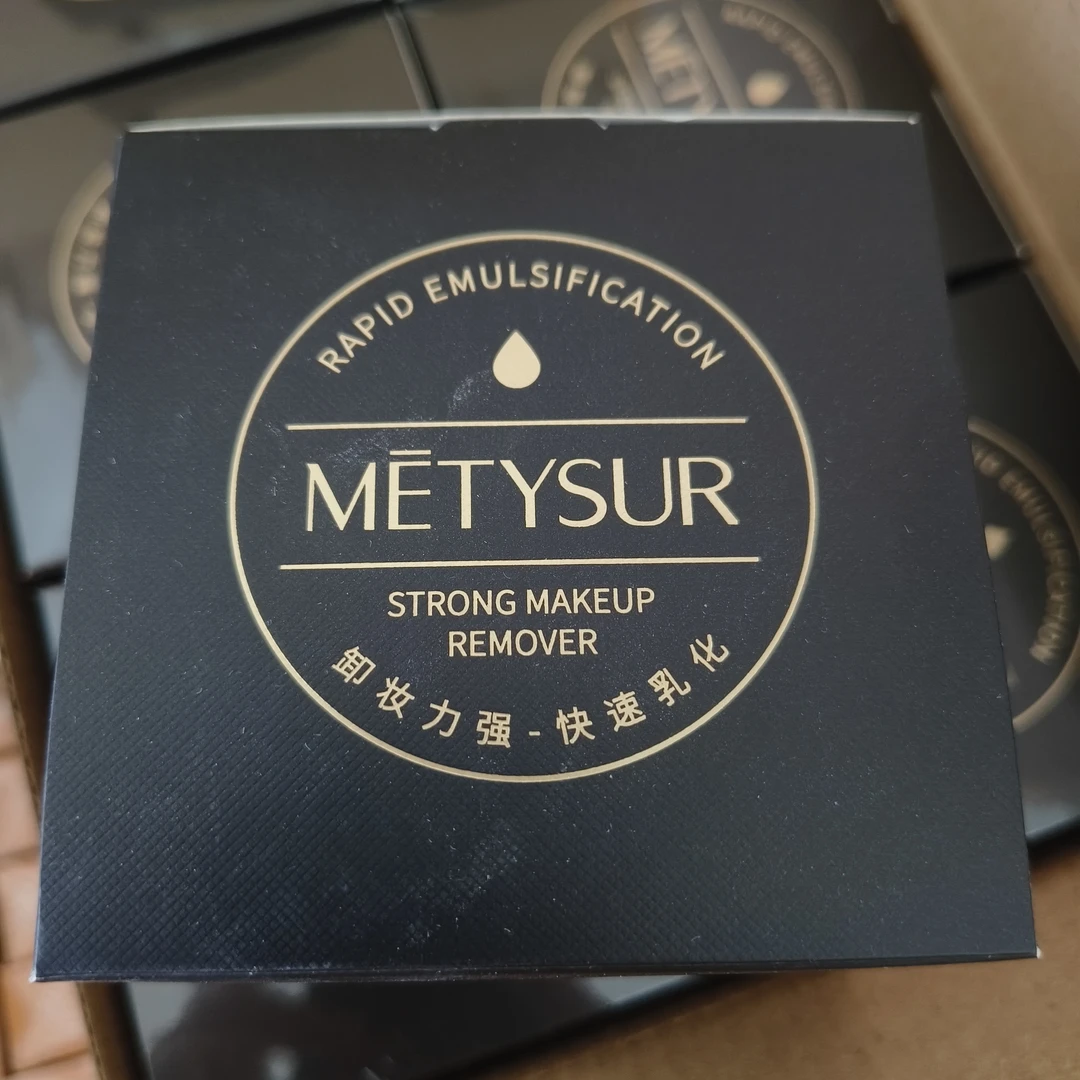 RAPID EMULSIFICATION
MĒTYSUR
STRONG MAKEUP
REMOVER
卸妆力强-快速乳化